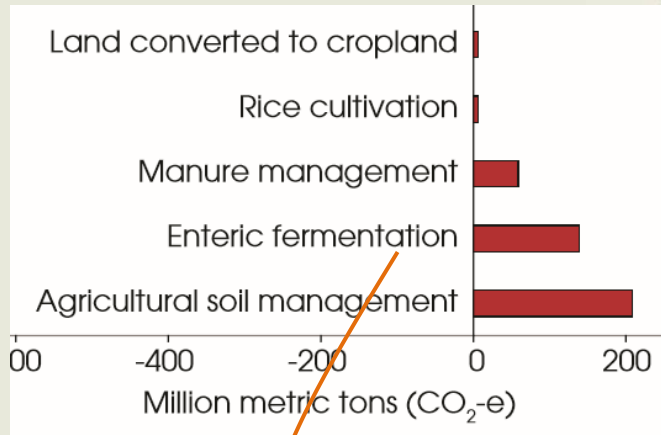 Land converted to cropland
Rice cultivation
Manure management
Enteric fermentation
Agricultural soil management
00 -400 -200 0 200
Million metric tons (CO₂-e)